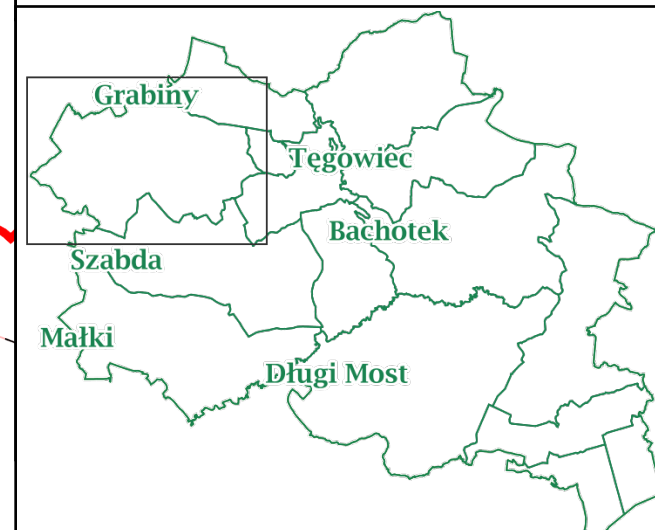 Grabiny
Tęgowiec
Bachotek
Szabda
Małki
Długi Most